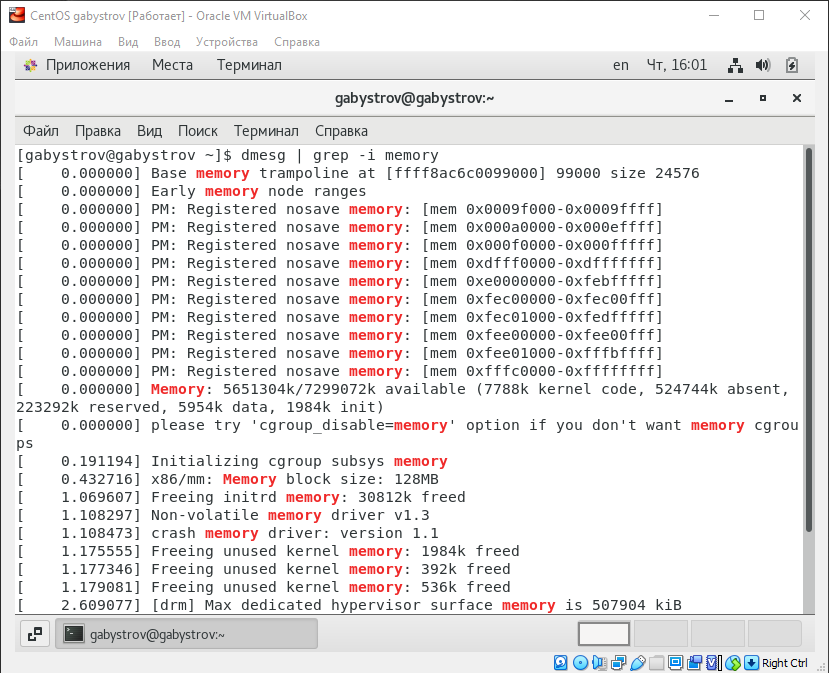 CentOS gabystrov [Работает] - Oracle VM VirtualBox
Файл Машина Вид Ввод Устройства Справка
Приложения Места Терминал en Чт, 16:01
gabystrov@gabystrov:~
Файл Правка Вид Поиск Терминал Справка
[gabystrov@gabystrov ~]$ dmesg | grep -i memory
[    0.000000] Base memory trampoline at [ffff8ac6c0099000] 99000 size 24576
[    0.000000] Early memory node ranges
[    0.000000] PM: Registered nosave memory: [mem 0x0009f000-0x0009ffff]
[    0.000000] PM: Registered nosave memory: [mem 0x000a0000-0x000effff]
[    0.000000] PM: Registered nosave memory: [mem 0x000f0000-0x000fffff]
[    0.000000] PM: Registered nosave memory: [mem 0xdfff0000-0xdfffffff]
[    0.000000] PM: Registered nosave memory: [mem 0xe0000000-0xfebfffff]
[    0.000000] PM: Registered nosave memory: [mem 0xfec00000-0xfec00fff]
[    0.000000] PM: Registered nosave memory: [mem 0xfec01000-0xfedfffff]
[    0.000000] PM: Registered nosave memory: [mem 0xfee00000-0xfee00fff]
[    0.000000] PM: Registered nosave memory: [mem 0xfee01000-0xfffbffff]
[    0.000000] PM: Registered nosave memory: [mem 0xfffc0000-0xffffffff]
[    0.000000] Memory: 5651304k/7299072k available (7788k kernel code, 524744k absent,
223292k reserved, 5954k data, 1984k init)
[    0.000000] please try 'cgroup_disable=memory' option if you don't want memory cgrou
ps
[    0.191194] Initializing cgroup subsys memory
[    0.432716] x86/mm: Memory block size: 128MB
[    1.069607] Freeing initrd memory: 30812k freed
[    1.108297] Non-volatile memory driver v1.3
[    1.108473] crash memory driver: version 1.1
[    1.175555] Freeing unused kernel memory: 1984k freed
[    1.177346] Freeing unused kernel memory: 392k freed
[    1.179081] Freeing unused kernel memory: 536k freed
[    2.609077] [drm] Max dedicated hypervisor surface memory is 507904 kiB
gabystrov@gabystrov:~
Right Ctrl